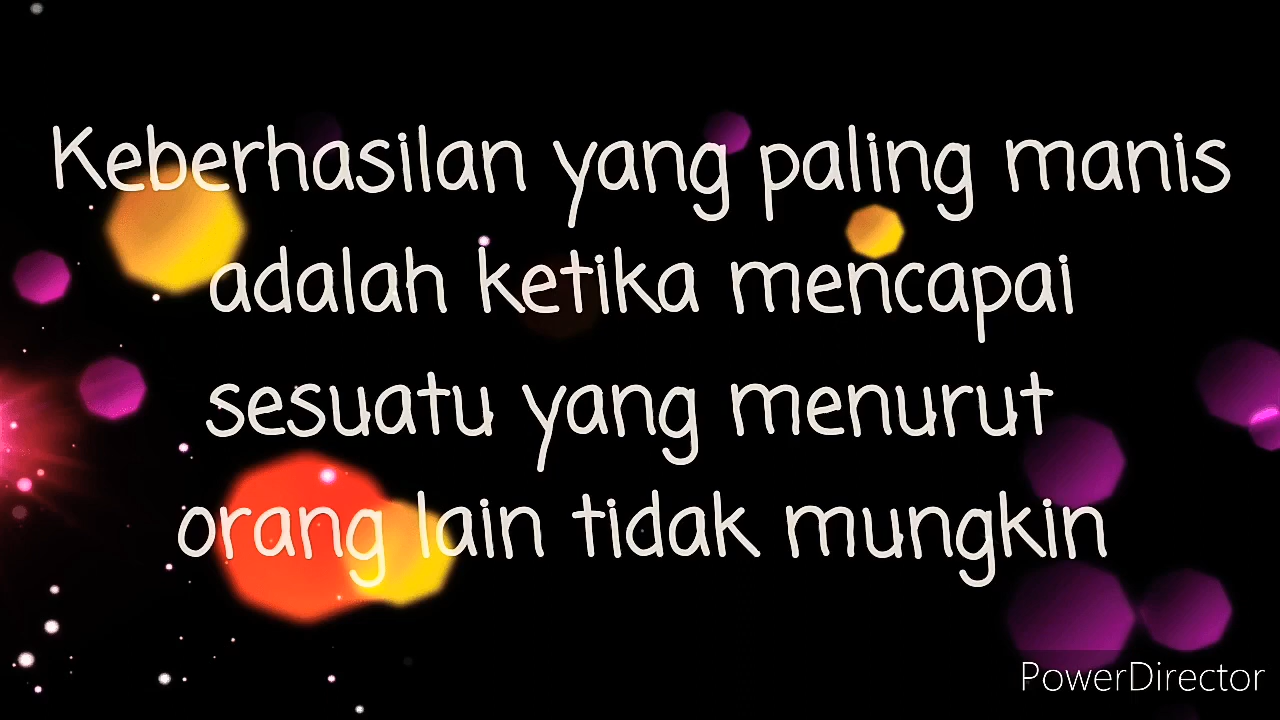 Keberhasilan yang paling manis
adalah ketika mencapai
sesuatu yang menurut
orang lain tidak mungkin
PowerDirector